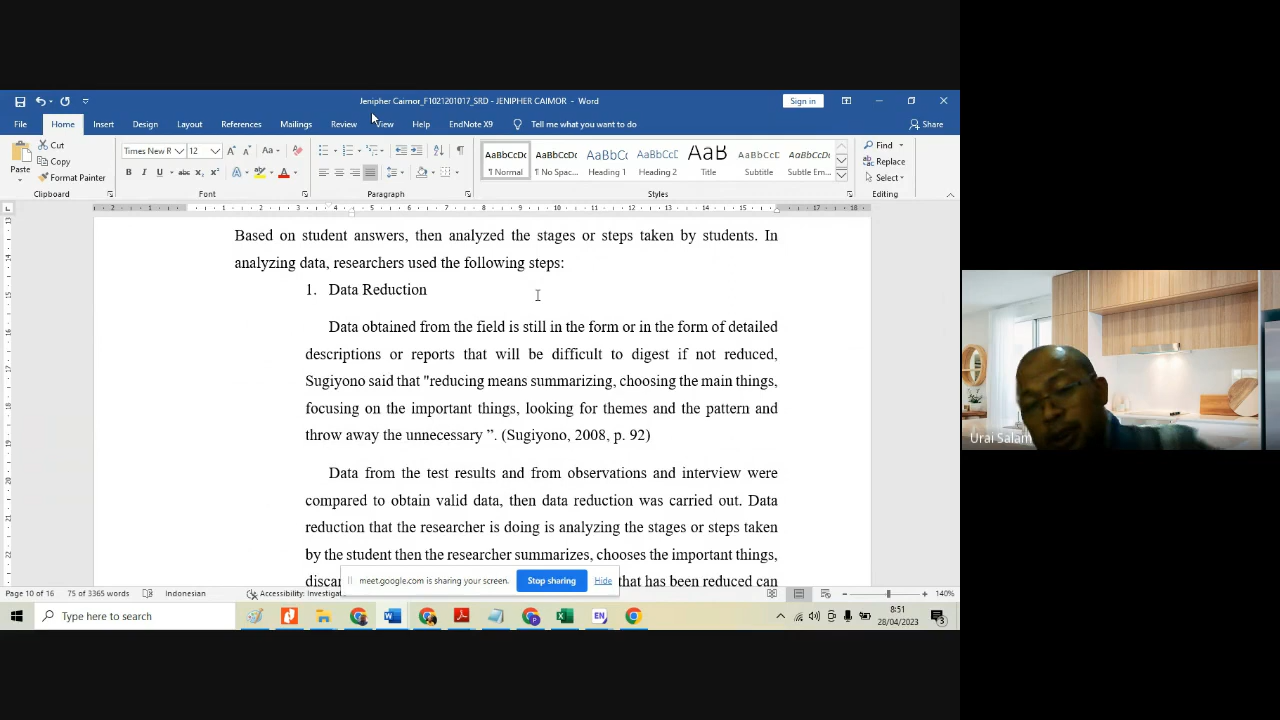 Jenipher Caimor_F1021201017_SRD - JENIPHER CAIMOR - Word
Sign in
File Home Insert Design Layout References Mailings Review View Help EndNote X9 Tell me what you want to do Share
Paste
Cut
Copy
Format Painter
Clipboard
Times New R 12
Font
Paragraph
AaBbCcDc AaBbCcDc AaBbCc AaBbCcD AaB AaBbCcD AaBbCcDc
¶ Normal ¶ No Spac... Heading 1 Heading 2 Title Subtitle Subtle Em...
Styles
Find
Replace
Select
Editing
Based on student answers, then analyzed the stages or steps taken by students. In
analyzing data, researchers used the following steps:
1. Data Reduction
Data obtained from the field is still in the form or in the form of detailed
descriptions or reports that will be difficult to digest if not reduced,
Sugiyono said that "reducing means summarizing, choosing the main things,
focusing on the important things, looking for themes and the pattern and
throw away the unnecessary ”. (Sugiyono, 2008, p. 92)
Data from the test results and from observations and interview were
compared to obtain valid data, then data reduction was carried out. Data
reduction that the researcher is doing is analyzing the stages or steps taken
by the student then the researcher summarizes, chooses the important things,
discar that has been reduced can
meet.google.com is sharing your screen. Stop sharing Hide
Page 10 of 16 75 of 3365 words Indonesian Accessibility: Investiga 140%
Type here to search
8:51
28/04/2023
Urai Salam